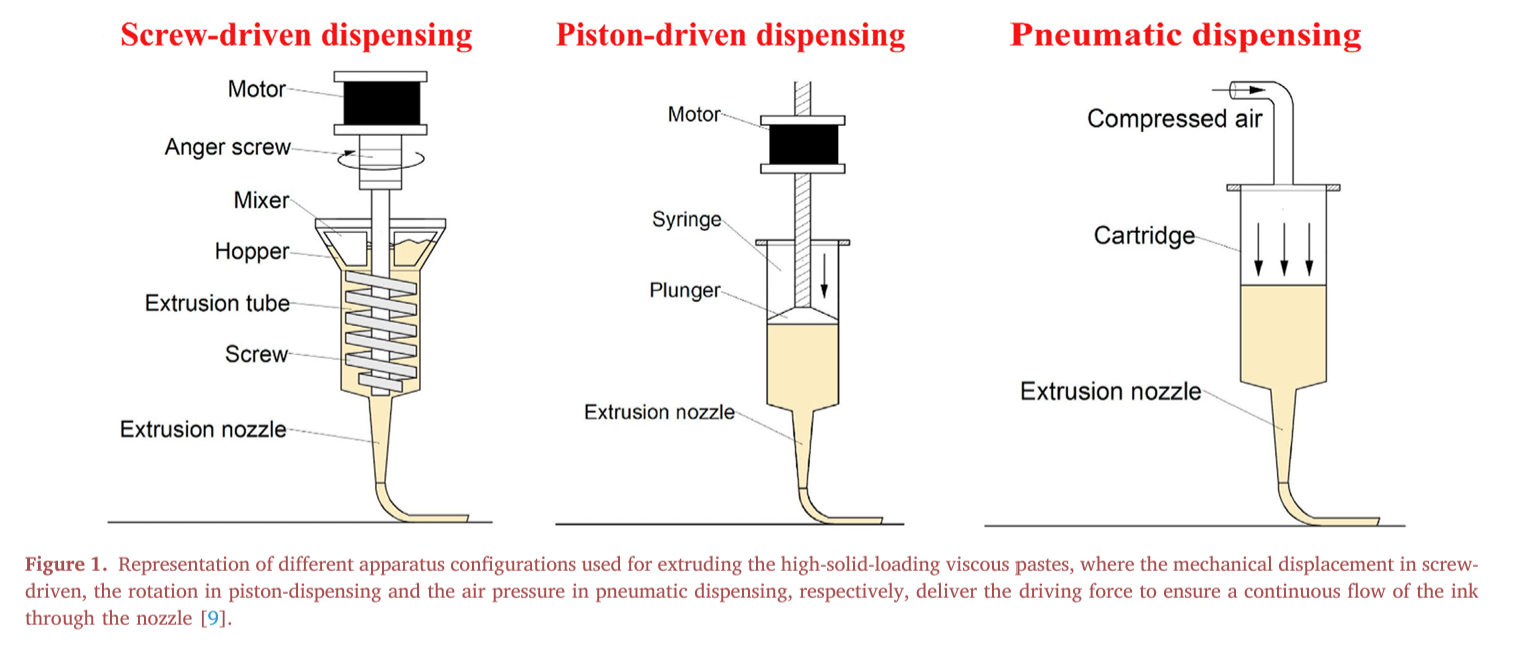 Screw-driven dispensing
Motor
Anger screw
Mixer
Hopper
Extrusion tube
Screw
Extrusion nozzle
Piston-driven dispensing
Motor
Syringe
Plunger
Extrusion nozzle
Pneumatic dispensing
Compressed air
Cartridge
Extrusion nozzle
Figure 1. Representation of different apparatus configurations used for extruding the high-solid-loading viscous pastes, where the mechanical displacement in screw-
driven, the rotation in piston-dispensing and the air pressure in pneumatic dispensing, respectively, deliver the driving force to ensure a continuous flow of the ink
through the nozzle [9].